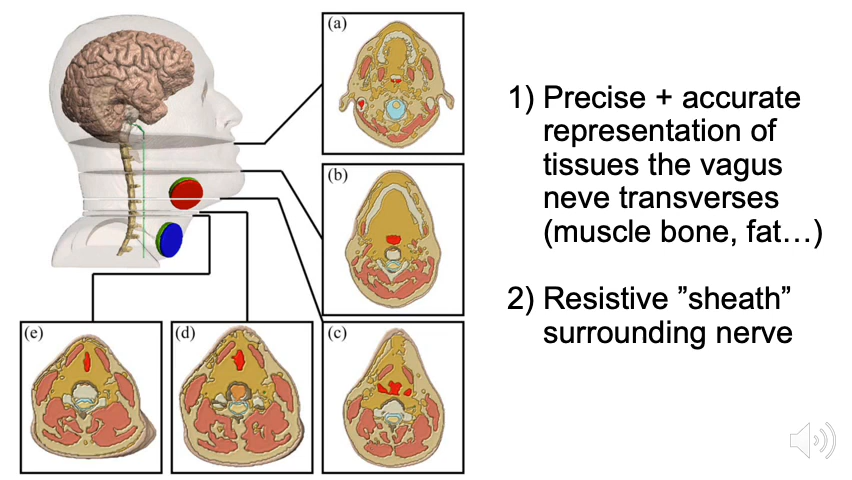 (a)
(b)
(e)
(d)
(c)
1) Precise + accurate
representation of
tissues the vagus
neve transverses
(muscle bone, fat…)
2) Resistive ”sheath”
surrounding nerve